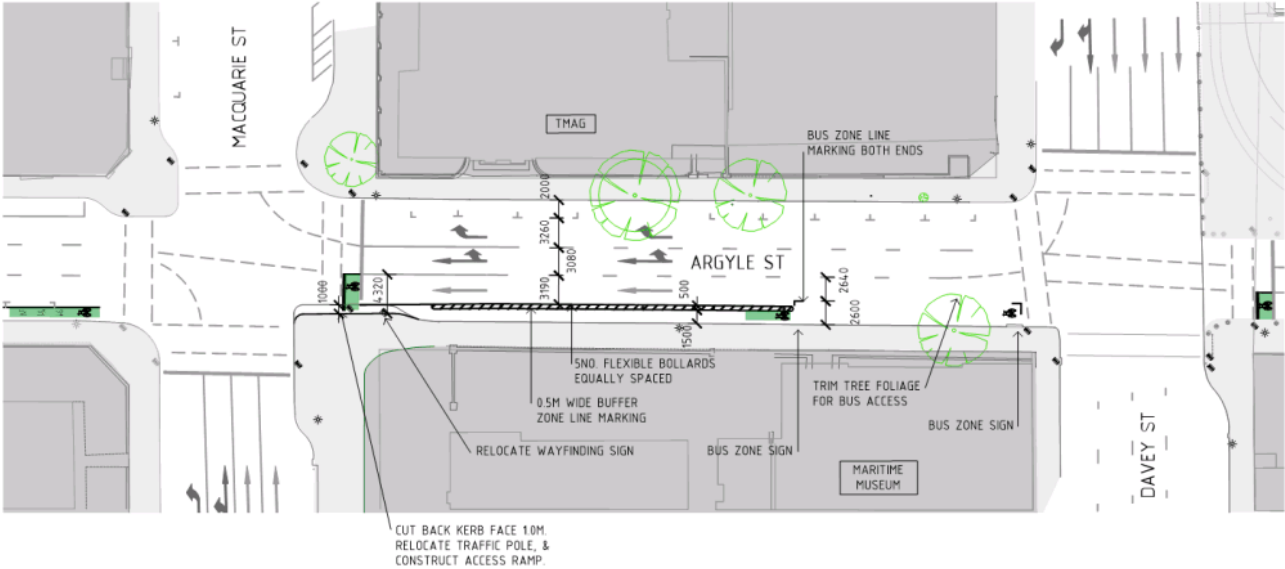 MACQUARIE ST
TMAG
BUS ZONE LINE
MARKING BOTH ENDS
2000
3260
3080
3190
ARGYLE ST
1000
4320
500
1500
2640
2600
5NO. FLEXIBLE BOLLARDS
EQUALLY SPACED
0.5M WIDE BUFFER
ZONE LINE MARKING
RELOCATE WAYFINDING SIGN
TRIM TREE FOLIAGE
FOR BUS ACCESS
BUS ZONE SIGN
BUS ZONE SIGN
MARITIME
MUSEUM
DAVEY ST
CUT BACK KERB FACE 1.0M.
RELOCATE TRAFFIC POLE, &
CONSTRUCT ACCESS RAMP.